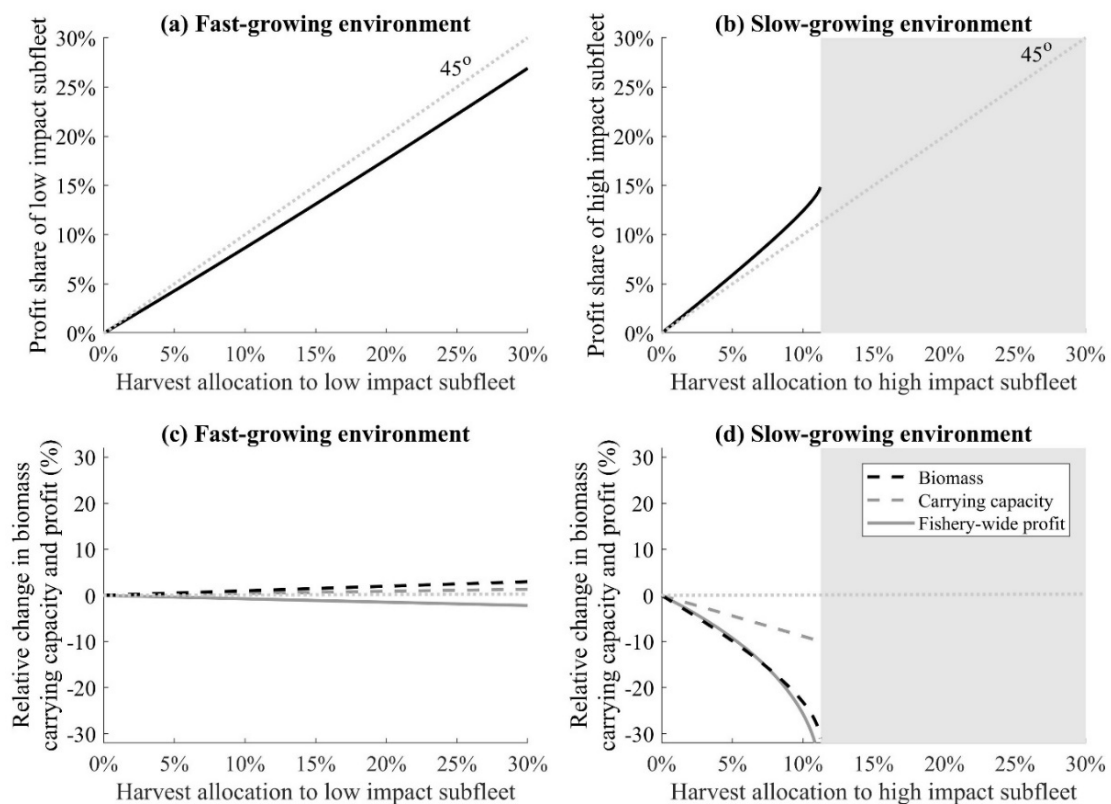 (a) Fast-growing environment
Profit share of low impact subfleet
30%
25%
20%
15%
10%
5%
0%
45°
0% 5% 10% 15% 20% 25% 30%
Harvest allocation to low impact subfleet
(b) Slow-growing environment
Profit share of high impact subfleet
30%
25%
20%
15%
10%
5%
0%
45°
0% 5% 10% 15% 20% 25% 30%
Harvest allocation to high impact subfleet
(c) Fast-growing environment
Relative change in biomass
carrying capacity and profit (%)
30
20
10
0
-10
-20
-30
0% 5% 10% 15% 20% 25% 30%
Harvest allocation to low impact subfleet
(d) Slow-growing environment
Relative change in biomass
carrying capacity and profit (%)
30
20
10
0
-10
-20
-30
Biomass
Carrying capacity
Fishery-wide profit
0% 5% 10% 15% 20% 25% 30%
Harvest allocation to high impact subfleet